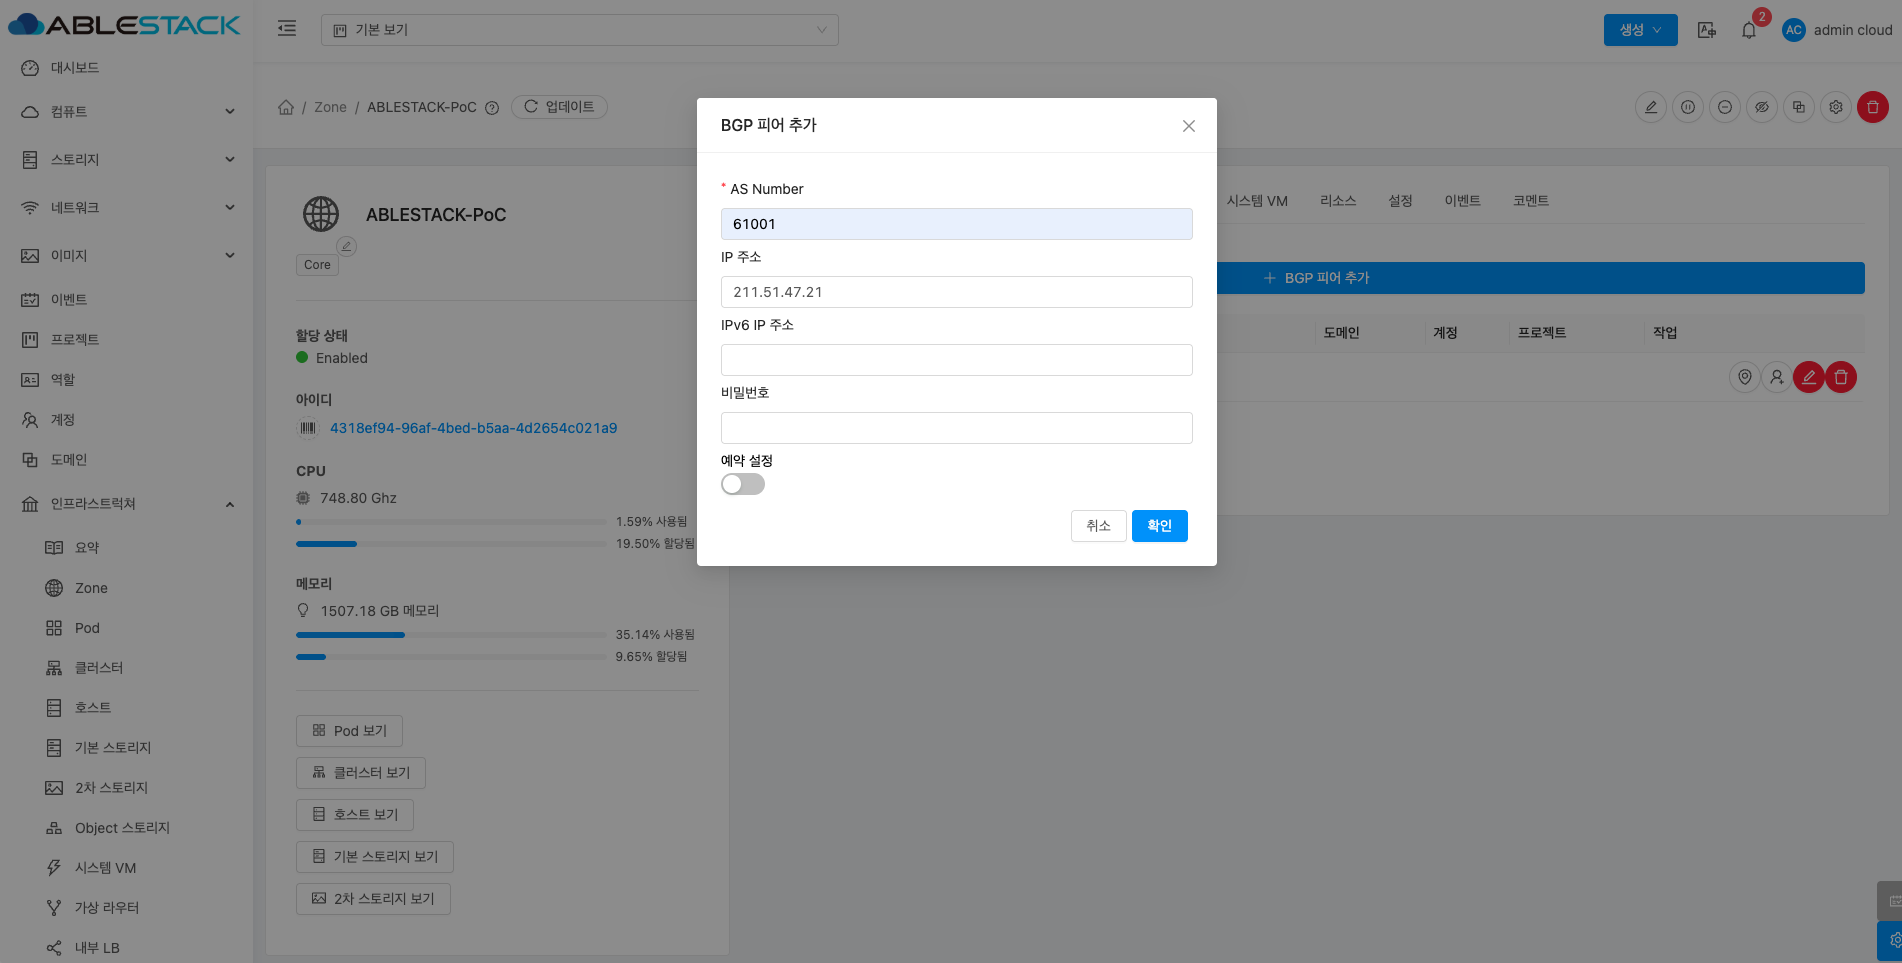 ABLESTACK
기본 보기
생성
2
AC
admin cloud
대시보드
컴퓨트
스토리지
네트워크
이미지
이벤트
프로젝트
역할
계정
도메인
인프라스트럭쳐
요약
Zone
Pod
클러스터
호스트
기본 스토리지
2차 스토리지
Object 스토리지
시스템 VM
가상 라우터
내부 LB
/ Zone / ABLESTACK-PoC
업데이트
ABLESTACK-PoC
Core
할당 상태
Enabled
아이디
4318ef94-96af-4bed-b5aa-4d2654c021a9
CPU
748.80 Ghz
1.59% 사용됨
19.50% 할당됨
메모리
1507.18 GB 메모리
35.14% 사용됨
9.65% 할당됨
Pod 보기
클러스터 보기
호스트 보기
기본 스토리지 보기
2차 스토리지 보기
BGP 피어 추가
* AS Number
61001
IP 주소
211.51.47.21
IPv6 IP 주소
비밀번호
예약 설정
취소
확인
시스템 VM
리소스
설정
이벤트
코멘트
+ BGP 피어 추가
도메인
계정
프로젝트
작업